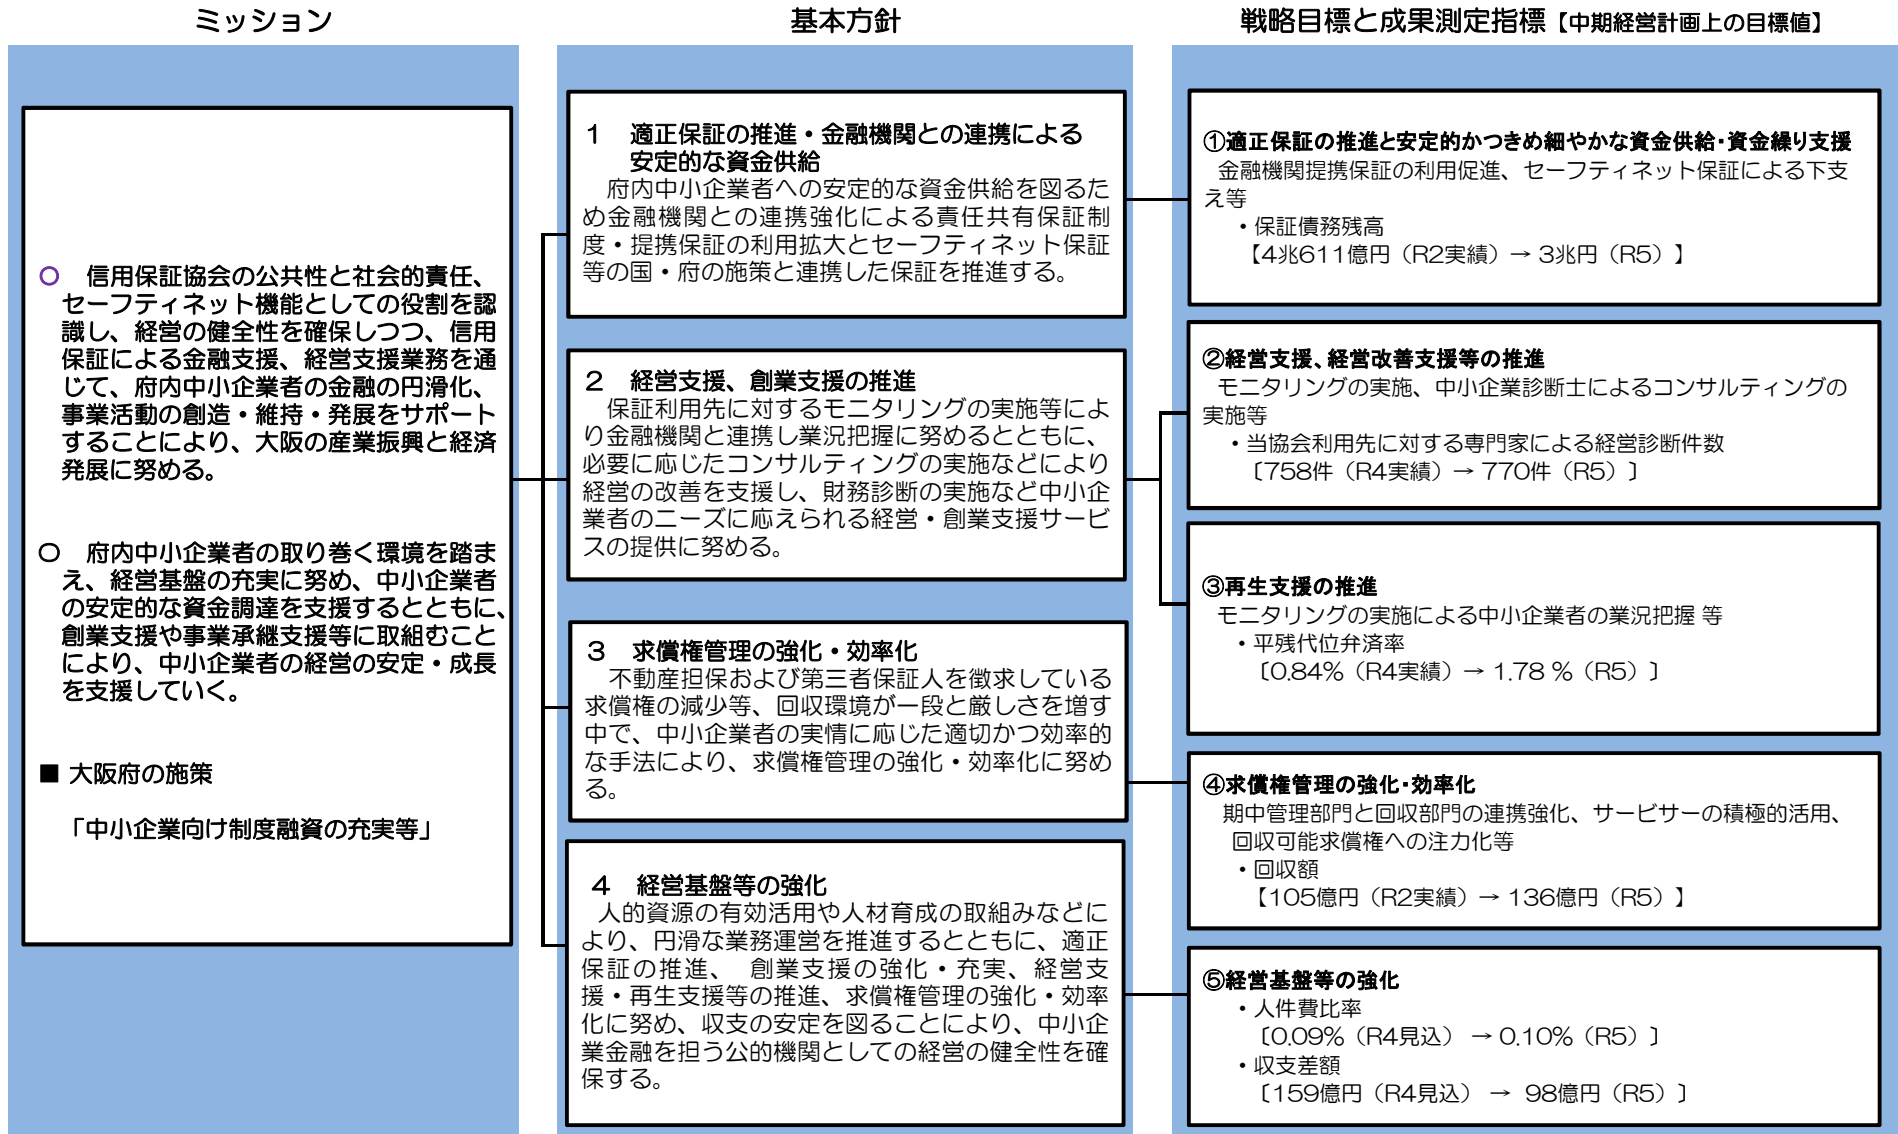 ミッション
○　信用保証協会の公共性と社会的責任、
セーフティネット機能としての役割を認
識し、経営の健全性を確保しつつ、信用
保証による金融支援、経営支援業務を通
じて、府内中小企業者の金融の円滑化、
事業活動の創造・維持・発展をサポート
することにより、大阪の産業振興と経済
発展に努める。
○　府内中小企業者の取り巻く環境を踏ま
え、経営基盤の充実に努め、中小企業者
の安定的な資金調達を支援するとともに、
創業支援や事業承継支援等に取組むこと
により、中小企業者の経営の安定・成長
を支援していく。
■ 大阪府の施策
「中小企業向け制度融資の充実等」
基本方針
１　適正保証の推進・金融機関との連携による
安定的な資金供給
府内中小企業者への安定的な資金供給を図るた
め金融機関との連携強化による責任共有保証制
度・提携保証の利用拡大とセーフティネット保証
等の国・府の施策と連携した保証を推進する。
２　経営支援、創業支援の推進
保証利用先に対するモニタリングの実施等によ
り金融機関と連携し業況把握に努めるとともに、
必要に応じたコンサルティングの実施などにより
経営の改善を支援し、財務診断の実施など中小企
業者のニーズに応えられる経営・創業支援サービ
スの提供に努める。
３　求償権管理の強化・効率化
不動産担保および第三者保証人を徴求している
求償権の減少等、回収環境が一段と厳しさを増す
中で、中小企業者の実情に応じた適切かつ効率的
な手法により、求償権管理の強化・効率化に努め
る。
４　経営基盤等の強化
人的資源の有効活用や人材育成の取組みなどに
より、円滑な業務運営を推進するとともに、適正
保証の推進、 創業支援の強化・充実、経営支
援・再生支援等の推進、求償権管理の強化・効率
化に努め、収支の安定を図ることにより、中小企
業金融を担う公的機関としての経営の健全性を確
保する。
戦略目標と成果測定指標【中期経営計画上の目標値】
①適正保証の推進と安定的かつきめ細やかな資金供給・資金繰り支援
金融機関提携保証の利用促進、セーフティネット保証による下支
え等
・保証債務残高
【4兆611億円（R2実績）→ 3兆円（R5）】
②経営支援、経営改善支援等の推進
モニタリングの実施、中小企業診断士によるコンサルティングの
実施等
・当協会利用先に対する専門家による経営診断件数
〔758件（R4実績）→ 770件（R5）〕
③再生支援の推進
モニタリングの実施による中小企業者の業況把握 等
・平残代位弁済率
〔0.84%（R4実績）→ 1.78 %（R5）〕
④求償権管理の強化・効率化
期中管理部門と回収部門の連携強化、サービサーの積極的活用、
回収可能求償権への注力化等
・回収額
【105億円（R2実績）→ 136億円（R5）】
⑤経営基盤等の強化
・人件費比率
〔0.09%（R4見込） → 0.10%（R5）〕
・収支差額
〔159億円（R4見込） → 98億円（R5）〕